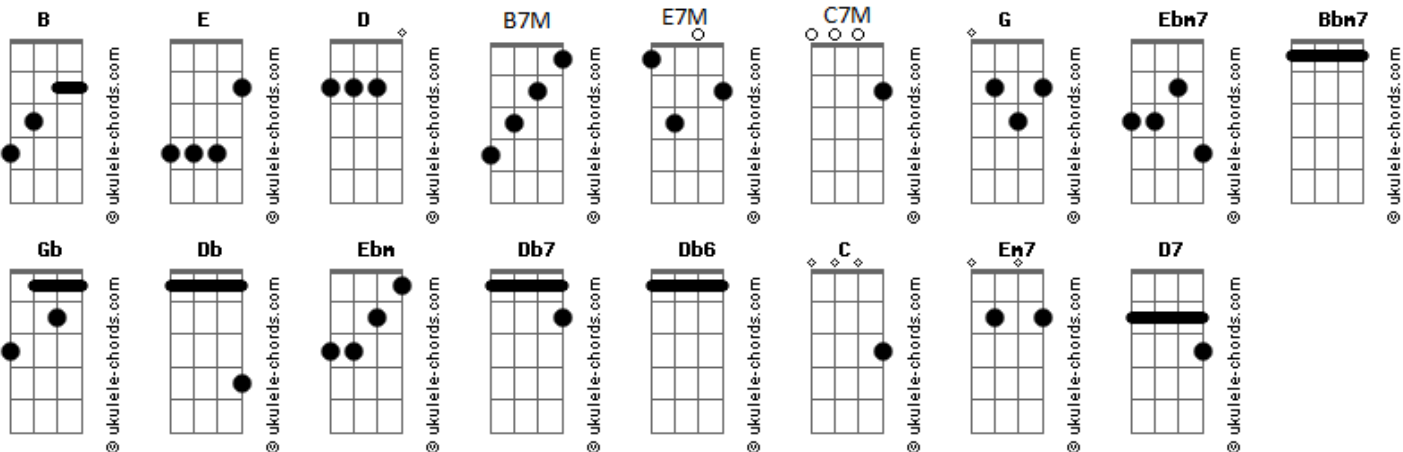 B E D B7M E7M C7M G Ebm7 Bbm7
© ukulele-chords.com © ukulele-chords.com © ukulele-chords.com © ukulele-chords.com © ukulele-chords.com © ukulele-chords.com © ukulele-chords.com © ukulele-chords.com © ukulele-chords.com
Gb Db Ebm Db7 Db6 C Em7 D7
© ukulele-chords.com © ukulele-chords.com © ukulele-chords.com © ukulele-chords.com © ukulele-chords.com © ukulele-chords.com © ukulele-chords.com © ukulele-chords.com